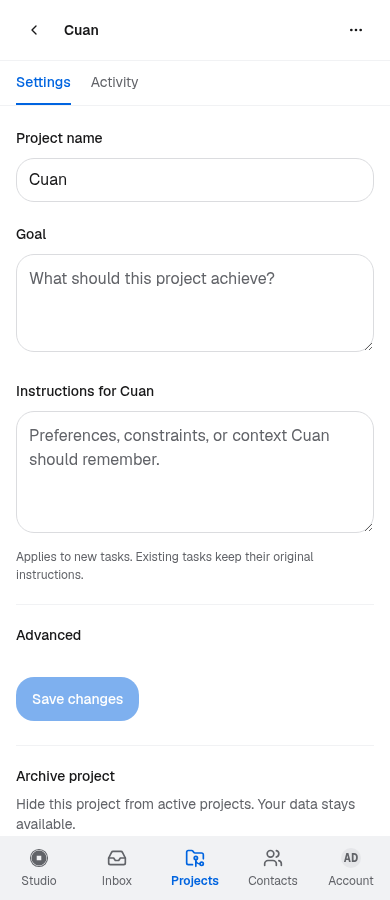 Cuan
Settings
Activity
Project name
Cuan
Goal
What should this project achieve?
Instructions for Cuan
Preferences, constraints, or context Cuan
should remember.
Applies to new tasks. Existing tasks keep their original
instructions.
Advanced
Save changes
Archive project
Hide this project from active projects. Your data stays
available.
Studio
Inbox
Projects
Contacts
AD
Account